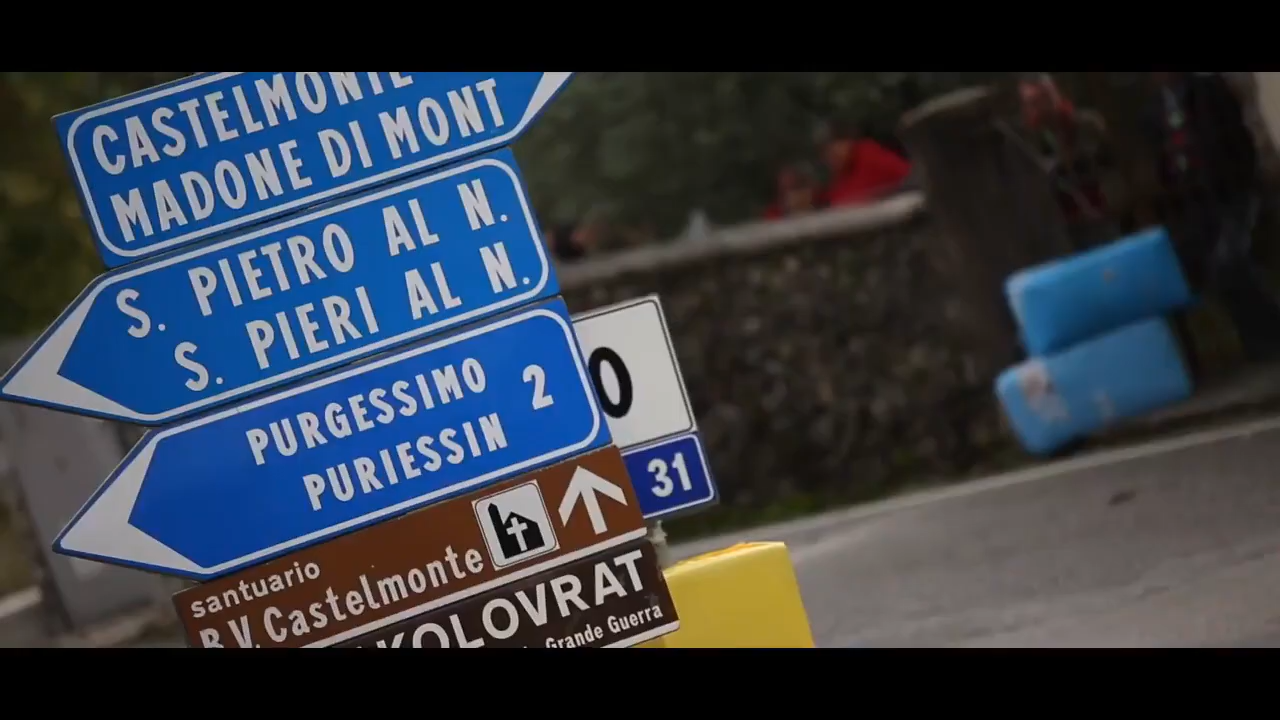 CASTELMONTE
MADONE DI MONT
S. PIETRO AL N.
S. PIERI AL N.
PURGESSIMO 2
PURIESSIN
0
31
santuario
B.V. Castelmonte
KOLOVRAT
Grande Guerra